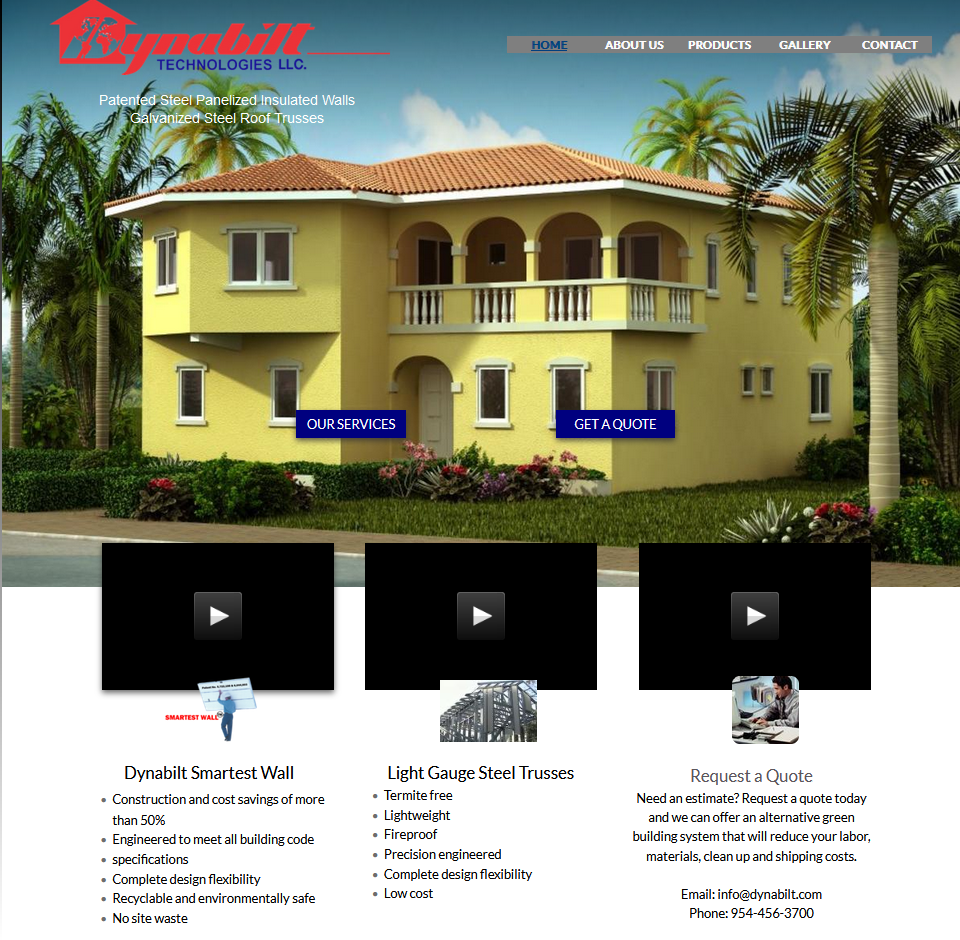 Dynabilt
TECHNOLOGIES LLC.
HOME ABOUT US PRODUCTS GALLERY CONTACT
Patented Steel Panelized Insulated Walls
Galvanized Steel Roof Trusses
OUR SERVICES
GET A QUOTE
SMARTEST WALL
Dynabilt Smartest Wall
Construction and cost savings of more
than 50%
Engineered to meet all building code
specifications
Complete design flexibility
Recyclable and environmentally safe
No site waste
Light Gauge Steel Trusses
Termite free
Lightweight
Fireproof
Precision engineered
Complete design flexibility
Low cost
Request a Quote
Need an estimate? Request a quote today
and we can offer an alternative green
building system that will reduce your labor,
materials, clean up and shipping costs.
Email: info@dynabilt.com
Phone: 954-456-3700